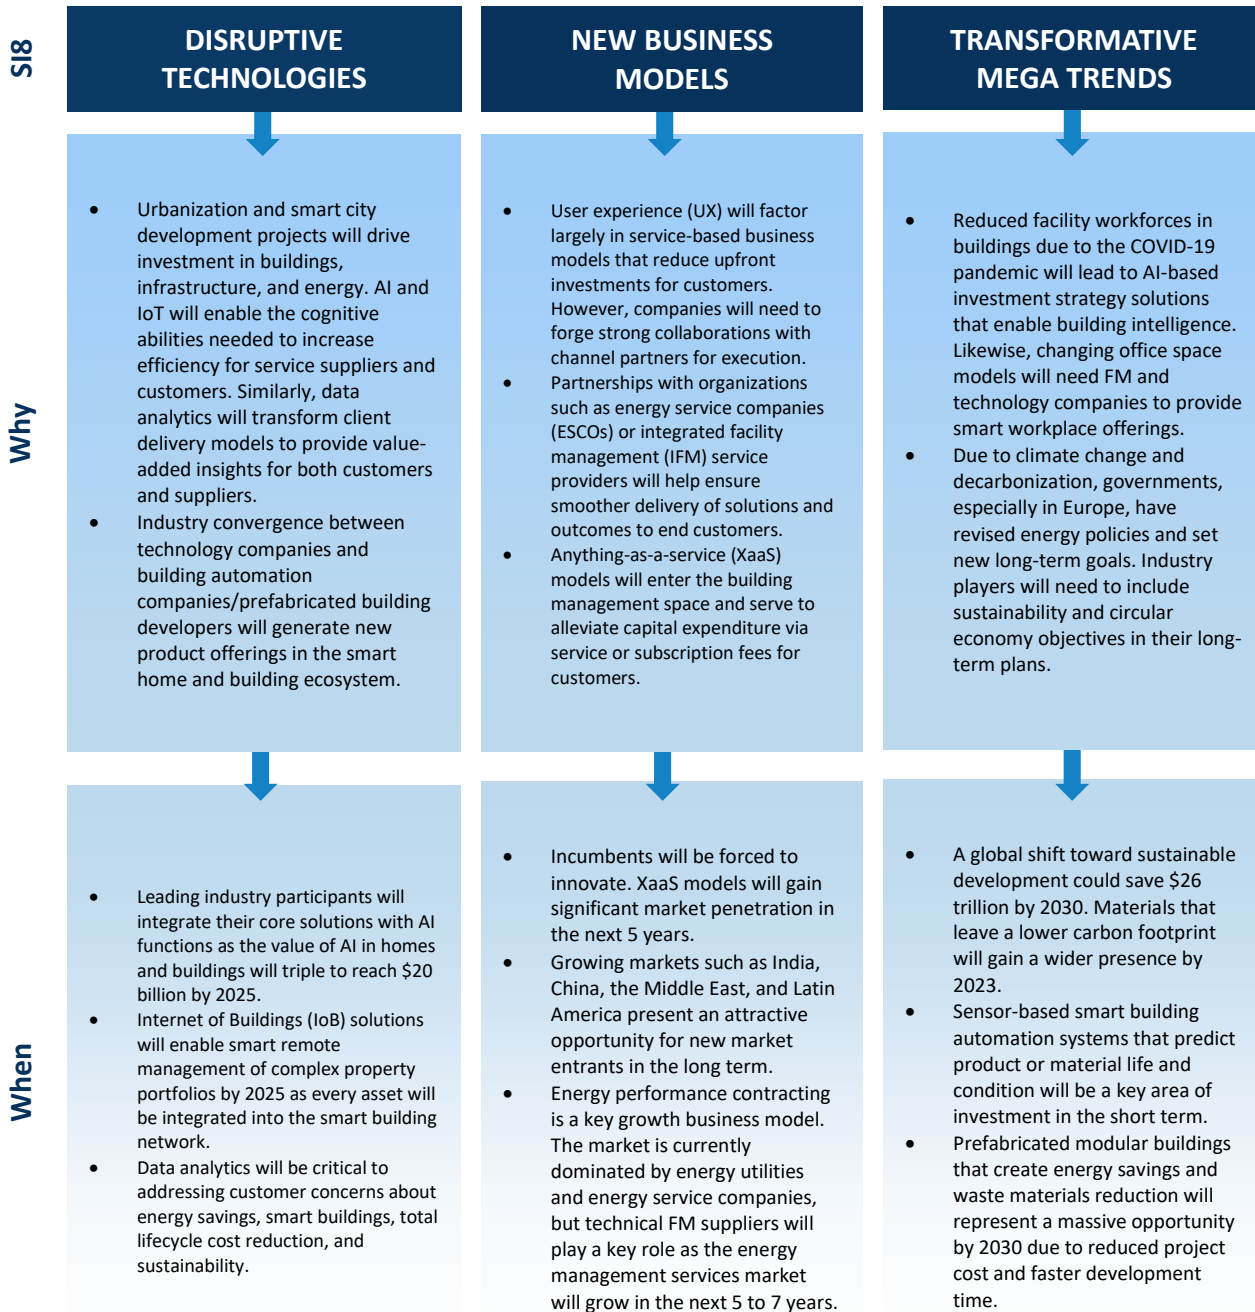 SI8
DISRUPTIVE
TECHNOLOGIES
NEW BUSINESS
MODELS
TRANSFORMATIVE
MEGA TRENDS
Why
• Urbanization and smart city
development projects will drive
investment in buildings,
infrastructure, and energy. AI and
IoT will enable the cognitive
abilities needed to increase
efficiency for service suppliers and
customers. Similarly, data
analytics will transform client
delivery models to provide value-
added insights for both customers
and suppliers.
• Industry convergence between
technology companies and
building automation
companies/prefabricated building
developers will generate new
product offerings in the smart
home and building ecosystem.
• User experience (UX) will factor
largely in service-based business
models that reduce upfront
investments for customers.
However, companies will need to
forge strong collaborations with
channel partners for execution.
• Partnerships with organizations
such as energy service companies
(ESCOs) or integrated facility
management (IFM) service
providers will help ensure
smoother delivery of solutions and
outcomes to end customers.
• Anything-as-a-service (XaaS)
models will enter the building
management space and serve to
alleviate capital expenditure via
service or subscription fees for
customers.
• Reduced facility workforces in
buildings due to the COVID-19
pandemic will lead to AI-based
investment strategy solutions
that enable building intelligence.
Likewise, changing office space
models will need FM and
technology companies to provide
smart workplace offerings.
• Due to climate change and
decarbonization, governments,
especially in Europe, have
revised energy policies and set
new long-term goals. Industry
players will need to include
sustainability and circular
economy objectives in their long-
term plans.
When
• Leading industry participants will
integrate their core solutions with AI
functions as the value of AI in homes
and buildings will triple to reach $20
billion by 2025.
• Internet of Buildings (IoB) solutions
will enable smart remote
management of complex property
portfolios by 2025 as every asset will
be integrated into the smart building
network.
• Data analytics will be critical to
addressing customer concerns about
energy savings, smart buildings, total
lifecycle cost reduction, and
sustainability.
• Incumbents will be forced to
innovate. XaaS models will gain
significant market penetration in
the next 5 years.
• Growing markets such as India,
China, the Middle East, and Latin
America present an attractive
opportunity for new market
entrants in the long term.
• Energy performance contracting
is a key growth business model.
The market is currently
dominated by energy utilities
and energy service companies,
but technical FM suppliers will
play a key role as the energy
management services market
will grow in the next 5 to 7 years.
• A global shift toward sustainable
development could save $26
trillion by 2030. Materials that
leave a lower carbon footprint
will gain a wider presence by
2023.
• Sensor-based smart building
automation systems that predict
product or material life and
condition will be a key area of
investment in the short term.
• Prefabricated modular buildings
that create energy savings and
waste materials reduction will
represent a massive opportunity
by 2030 due to reduced project
cost and faster development
time.